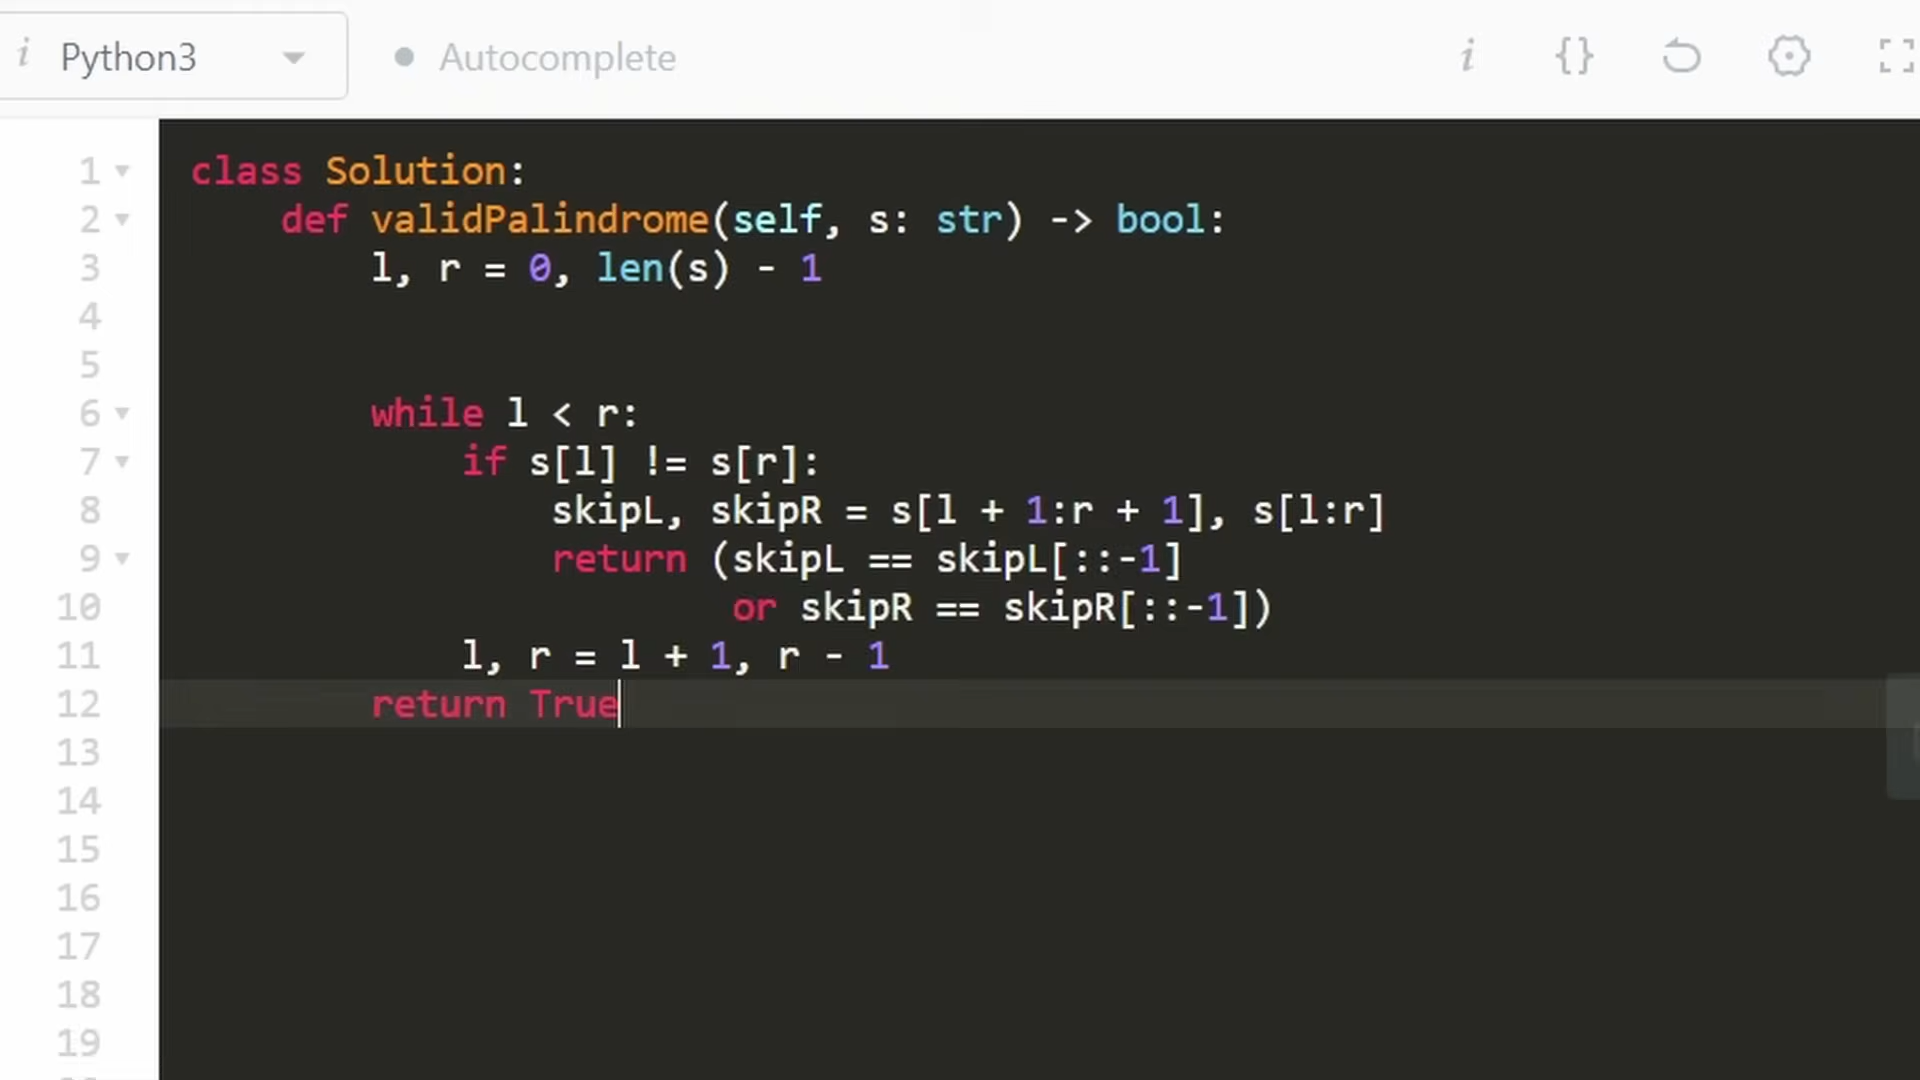 i Python3 Autocomplete i {}
1 class Solution:
2     def validPalindrome(self, s: str) -> bool:
3         l, r = 0, len(s) - 1
4
5
6         while l < r:
7             if s[l] != s[r]:
8                 skipL, skipR = s[l + 1:r + 1], s[l:r]
9                 return (skipL == skipL[::-1]
10                         or skipR == skipR[::-1])
11             l, r = l + 1, r - 1
12         return True
13
14
15
16
17
18
19